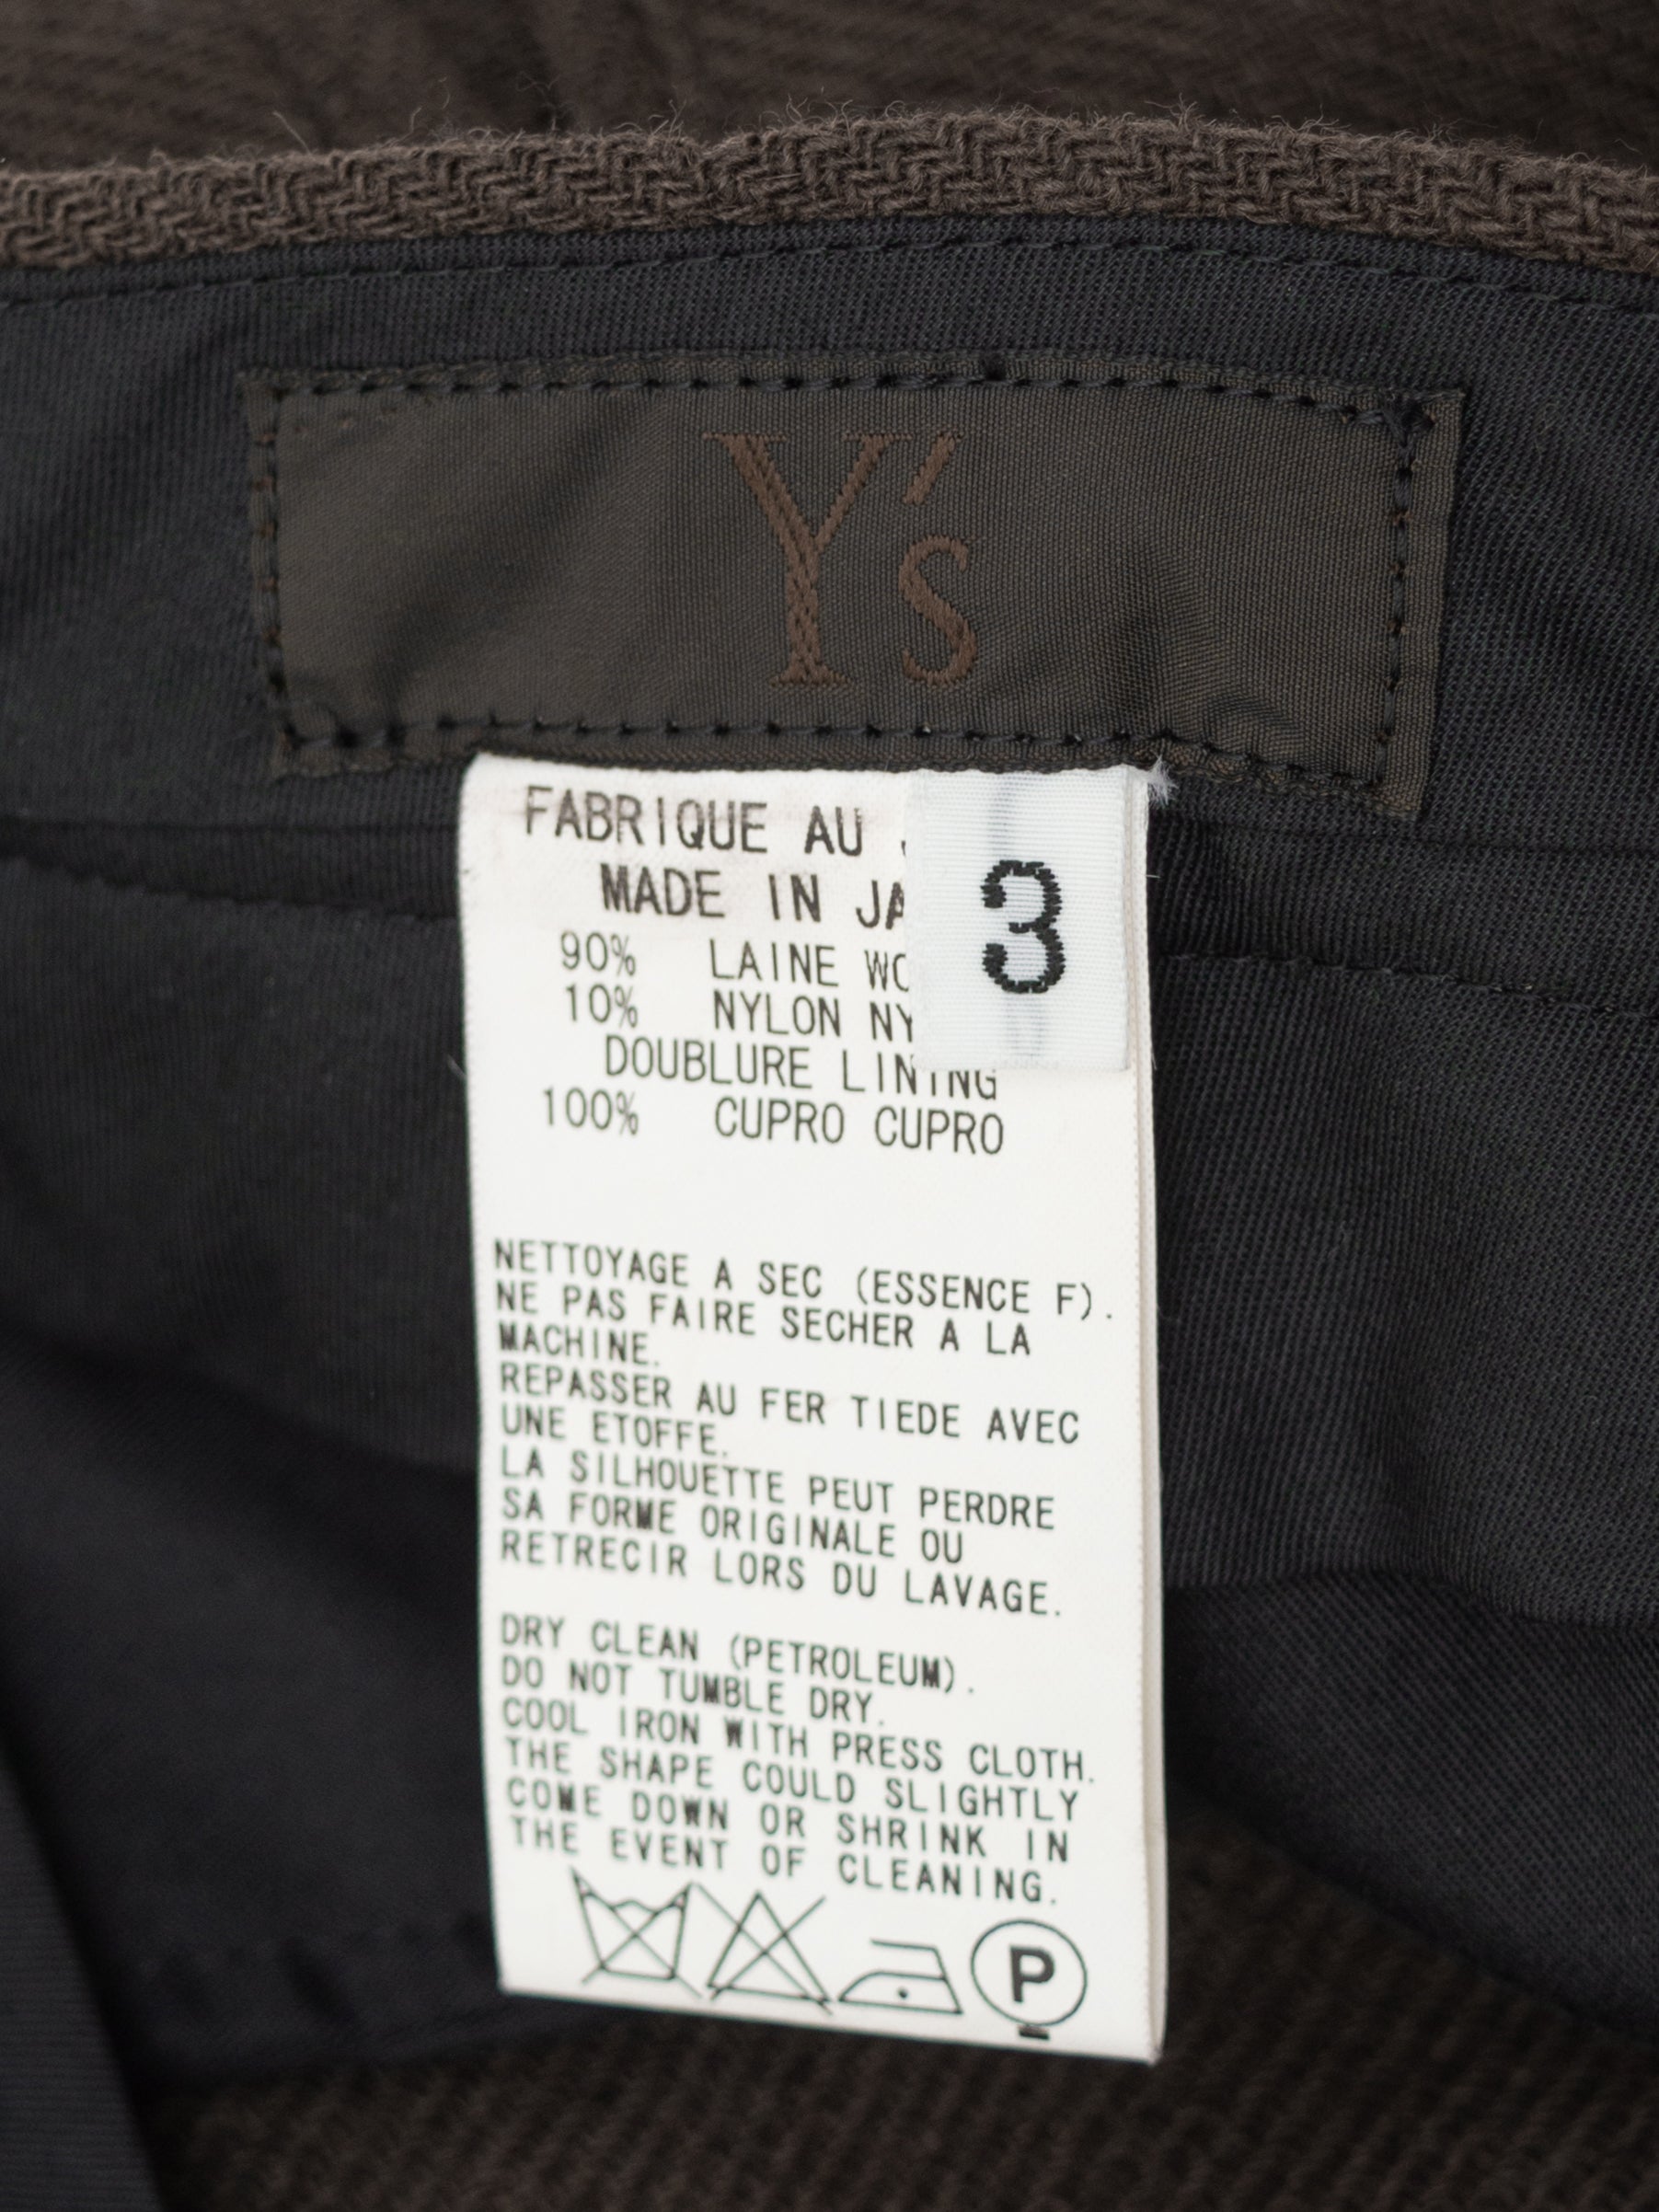 Y's
3
FABRIQUE AU
MADE IN
90% LAINE
10% NYLON
DOUBLURE LINING
100% CUPRO CUPRO
NETTOYAGE A SEC (ESSENCE F).
NE PAS FAIRE SECHER A LA
MACHINE.
REPASSER AU FER TIEDE AVEC
UNE ETOFFE.
LA SILHOUETTE PEUT PERDRE
SA FORME ORIGINALE OU
RETRECIR LORS DU LAVAGE.
DRY CLEAN (PETROLEUM).
DO NOT TUMBLE DRY.
COOL IRON WITH PRESS CLOTH.
THE SHAPE COULD SLIGHTLY
COME DOWN OR SHRINK IN
THE EVENT OF CLEANING.
P